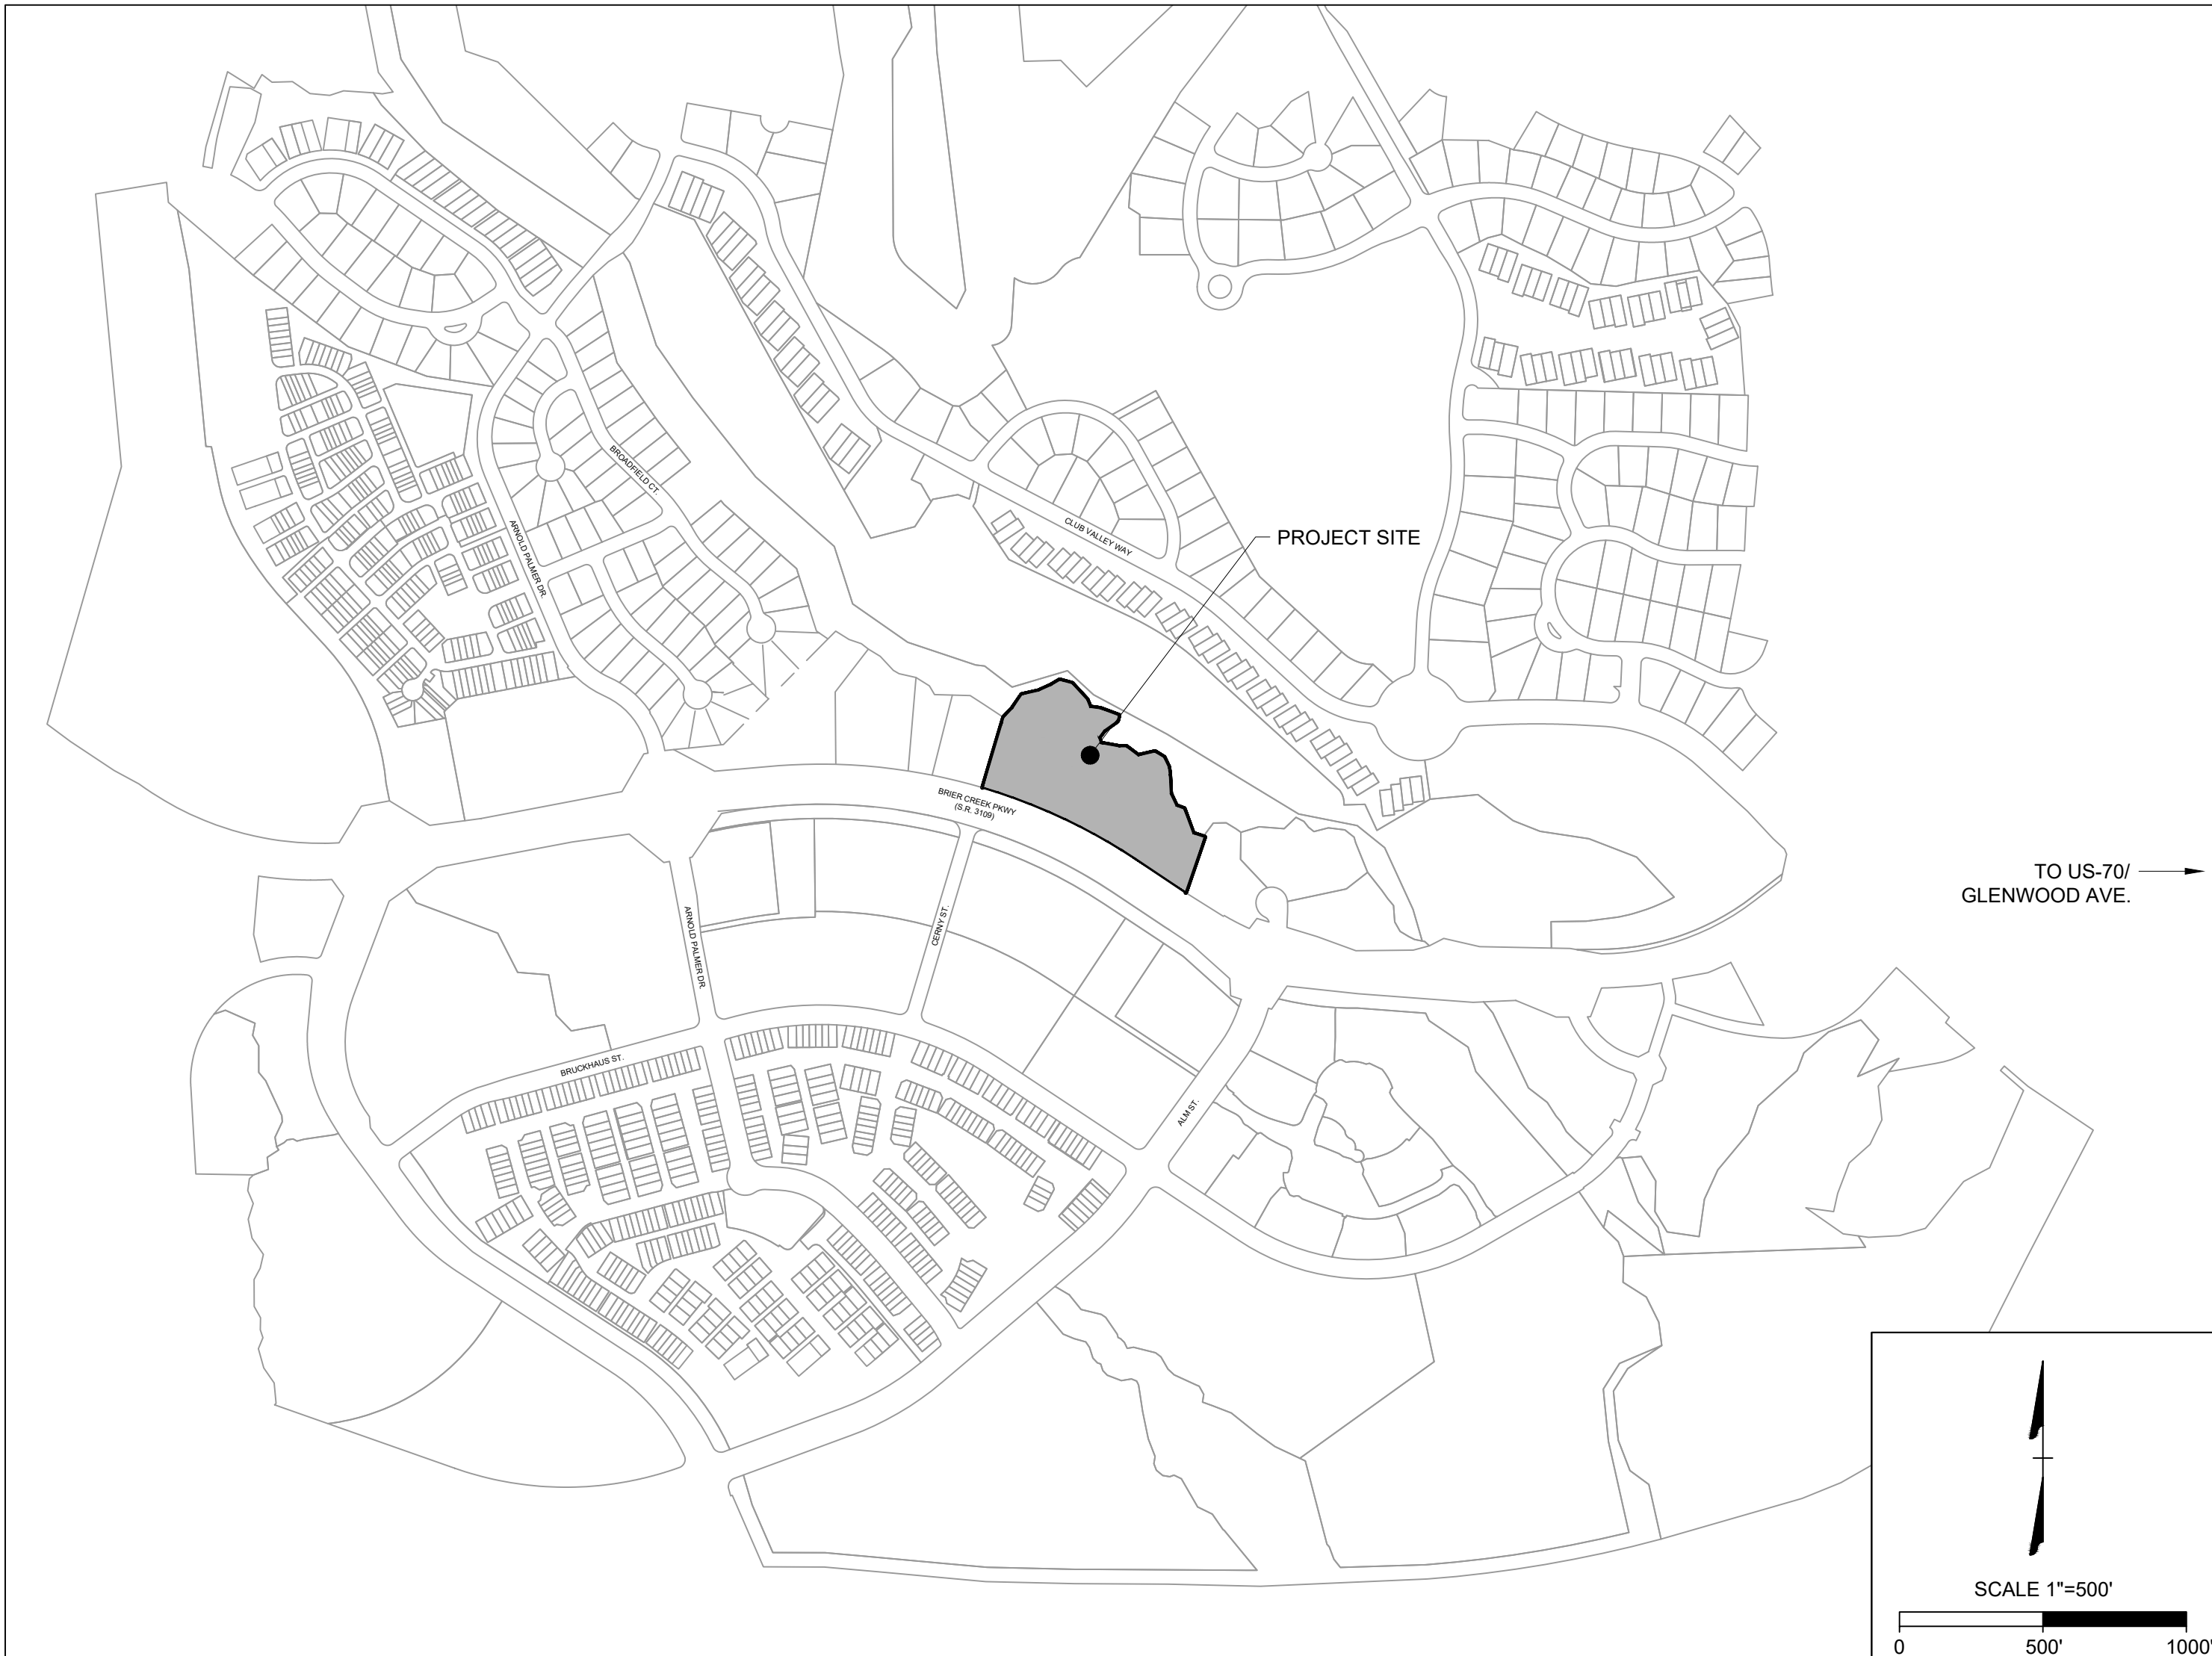 BROADFIELD CT.
ARNOLD PALMER DR.
CLUB VALLEY WAY
PROJECT SITE
BRIER CREEK PKWY
(S.R. 3109)
TO US-70/
GLENWOOD AVE.
ARNOLD PALMER DR.
CERNY ST.
BRUCKHAUS ST.
ALM ST.
SCALE 1"=500'
0 500' 1000'